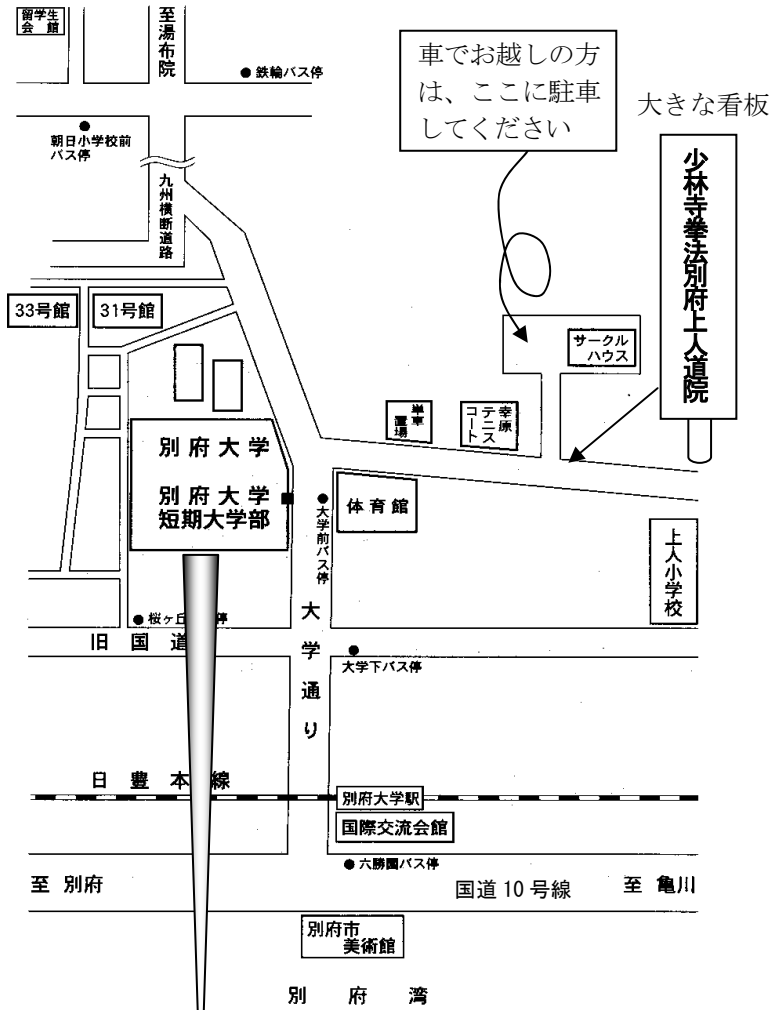 留学生
会館
至湯布院
鉄輪バス停
車でお越しの方
は、ここに駐車
してください
大きな看板
朝日小学校前
バス停
九州横断道路
少林寺拳法別府上人道院
33号館
31号館
サークル
ハウス
単車
置場
幸原
テニス
コート
別府大学
別府大学
短期大学部
大学前バス停
体育館
上人小学校
桜ヶ丘
停
旧国道
大学通り
大学下バス停
日豊本線
別府大学駅
国際交流会館
六勝園バス停
至別府
国道10号線
至亀川
別府市
美術館
別府湾